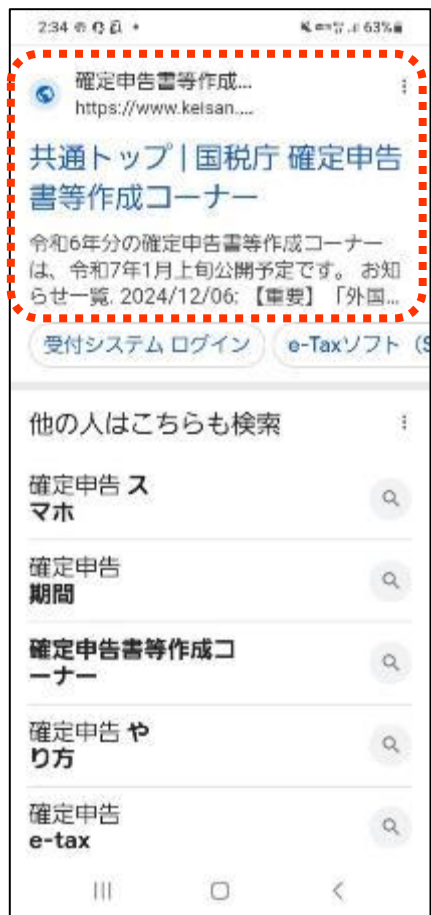 2:34
63%
確定申告書等作成...
https://www.keisan....
共通トップ | 国税庁 確定申告
書等作成コーナー
令和6年分の確定申告書等作成コーナー
は、令和7年1月上旬公開予定です。 お知
らせ一覧. 2024/12/06: 【重要】「外国...
受付システム ログイン
e-Taxソフト（S
他の人はこちらも検索
確定申告 ス
マホ
確定申告
期間
確定申告書等作成コ
ーナー
確定申告 や
り方
確定申告
e-tax